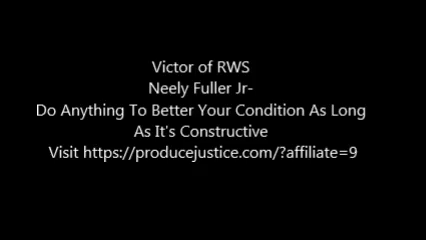 Victor of RWS
Neely Fuller Jr-
Do Anything To Better Your Condition As Long
As It's Constructive
Visit https://producejustice.com/?affiliate=9